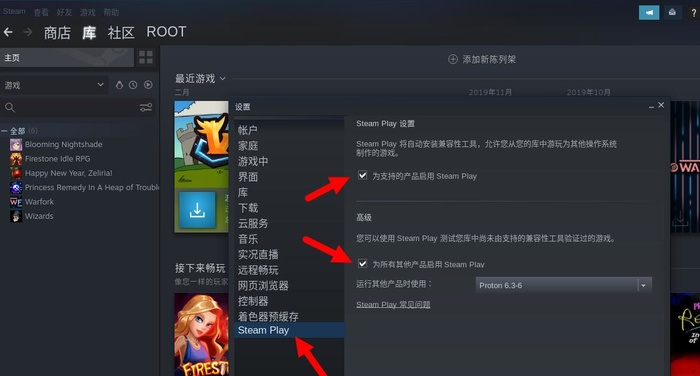 Steam 查看 好友 游戏 帮助
商店 库 社区 ROOT
主页
添加新陈列架
游戏
最近游戏
二月
2019年11月 2019年10月
全部 (6)
Blooming Nightshade
Firestone Idle RPG
Happy New Year, Zeliria!
Princess Remedy In A Heap of Trouble
Warfork
Wizards
接下来畅玩
像您一样的玩家
FIREST
设置
帐户
家庭
游戏中
界面
库
下载
云服务
音乐
实况直播
远程畅玩
网页浏览器
控制器
着色器预缓存
Steam Play
Steam Play 设置
Steam Play 将自动安装兼容性工具，允许您从您的库中游玩为其他操作系统
制作的游戏。
为支持的产品启用 Steam Play
高级
您可以使用 Steam Play 测试您库中尚未由支持的兼容性工具验证过的游戏。
为所有其他产品启用 Steam Play
运行其他产品时使用：
Proton 6.3-6
Steam Play 常见问题